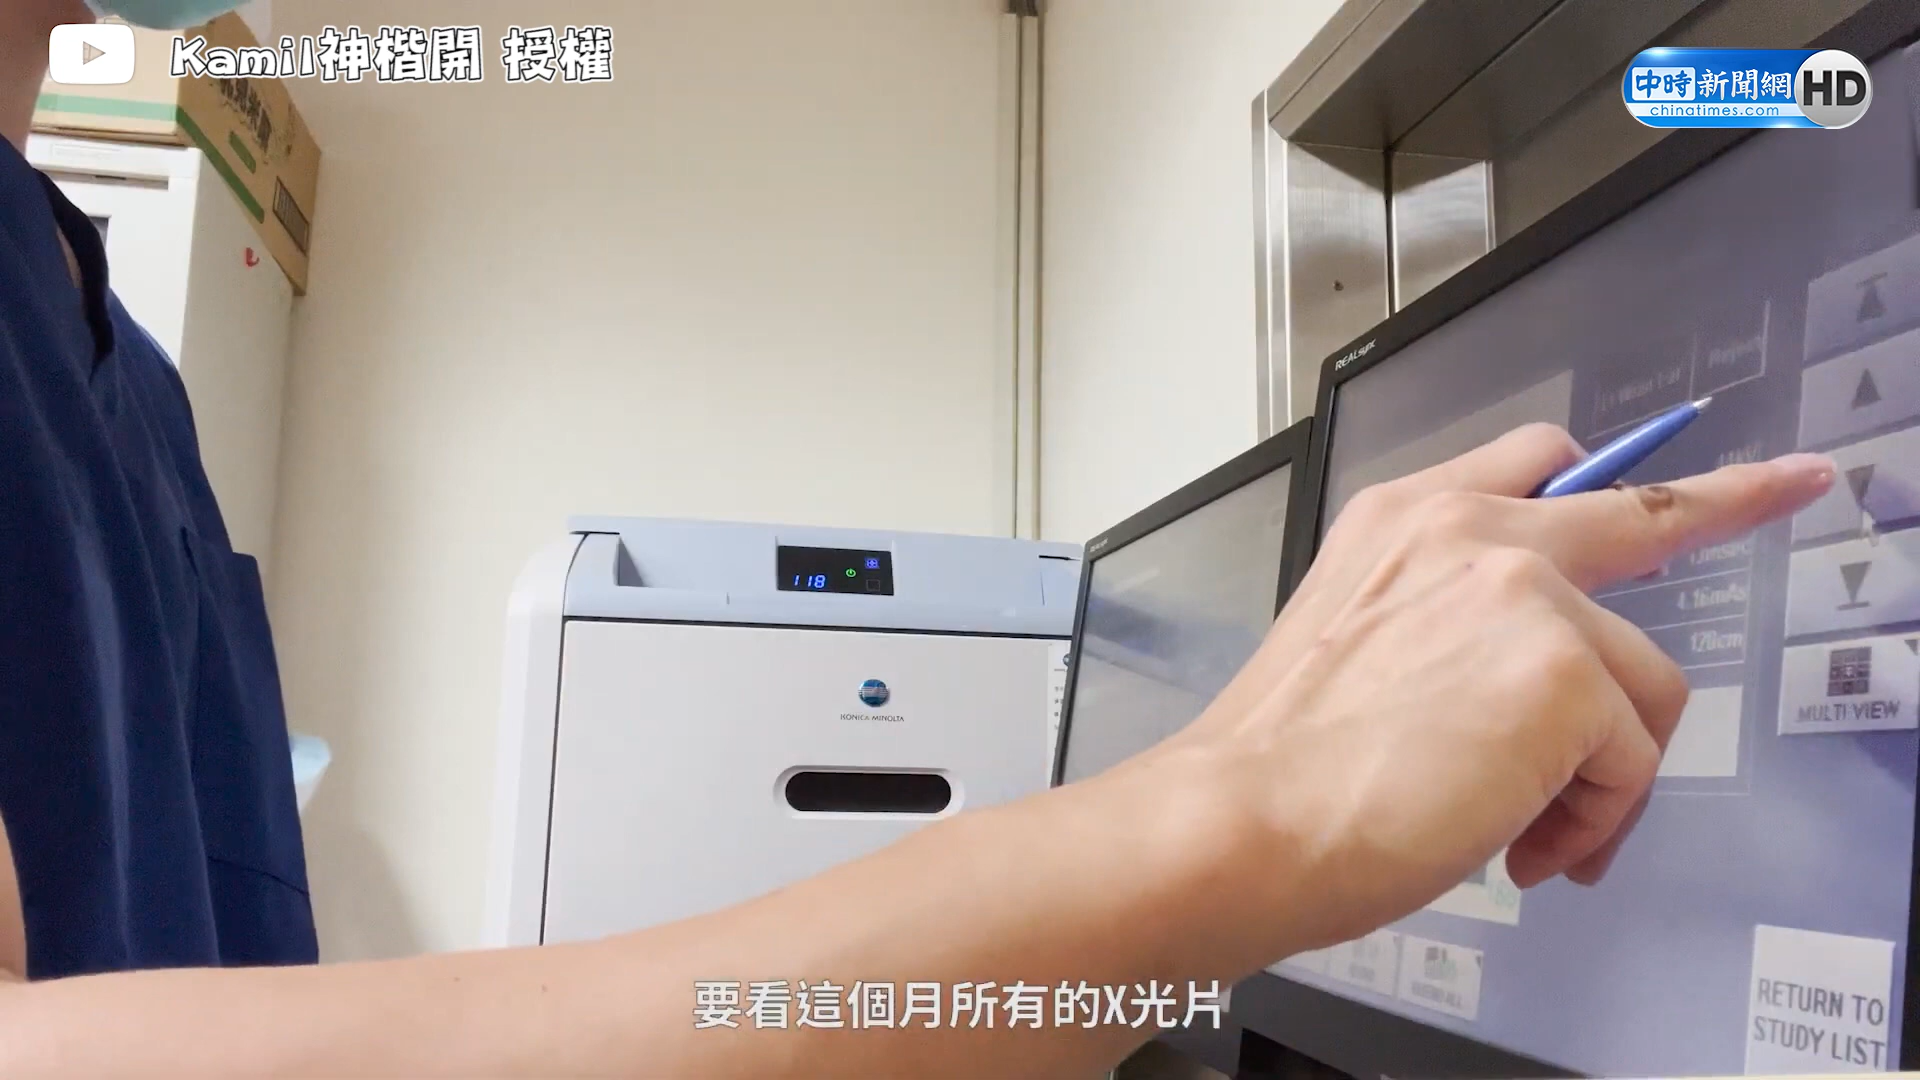 Kamil神楷開 授權
中時新聞網 HD
chinatimes.com
REALsync
118
KONICA MINOLTA
4.16mAs
120cm
MULTI VIEW
RETURN TO
STUDY LIST
要看這個月所有的X光片